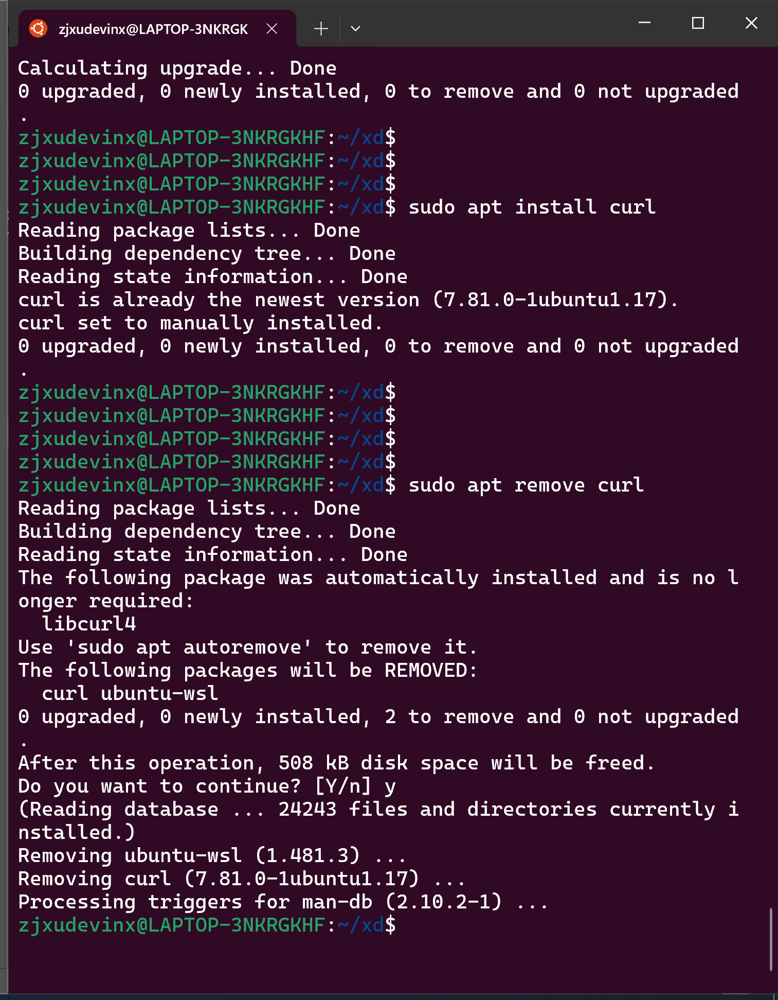 zjxudevinx@LAPTOP-3NKRGK
Calculating upgrade... Done
0 upgraded, 0 newly installed, 0 to remove and 0 not upgraded
.
zjxudevinx@LAPTOP-3NKRGKHF:~/xd$
zjxudevinx@LAPTOP-3NKRGKHF:~/xd$
zjxudevinx@LAPTOP-3NKRGKHF:~/xd$
zjxudevinx@LAPTOP-3NKRGKHF:~/xd$ sudo apt install curl
Reading package lists... Done
Building dependency tree... Done
Reading state information... Done
curl is already the newest version (7.81.0-1ubuntu1.17).
curl set to manually installed.
0 upgraded, 0 newly installed, 0 to remove and 0 not upgraded
.
zjxudevinx@LAPTOP-3NKRGKHF:~/xd$
zjxudevinx@LAPTOP-3NKRGKHF:~/xd$
zjxudevinx@LAPTOP-3NKRGKHF:~/xd$
zjxudevinx@LAPTOP-3NKRGKHF:~/xd$
zjxudevinx@LAPTOP-3NKRGKHF:~/xd$ sudo apt remove curl
Reading package lists... Done
Building dependency tree... Done
Reading state information... Done
The following package was automatically installed and is no l
onger required:
  libcurl4
Use 'sudo apt autoremove' to remove it.
The following packages will be REMOVED:
  curl ubuntu-wsl
0 upgraded, 0 newly installed, 2 to remove and 0 not upgraded
.
After this operation, 508 kB disk space will be freed.
Do you want to continue? [Y/n] y
(Reading database ... 24243 files and directories currently i
nstalled.)
Removing ubuntu-wsl (1.481.3) ...
Removing curl (7.81.0-1ubuntu1.17) ...
Processing triggers for man-db (2.10.2-1) ...
zjxudevinx@LAPTOP-3NKRGKHF:~/xd$